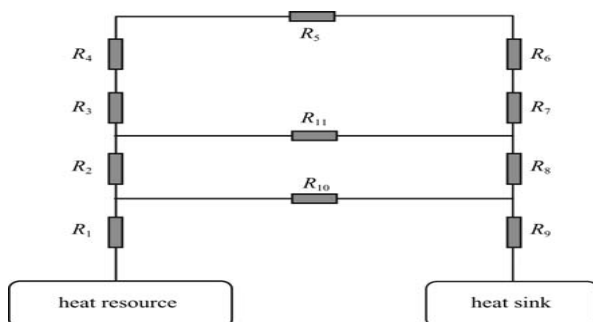 R5
R4
R6
R3
R11
R7
R2
R10
R8
R1
R9
heat resource
heat sink